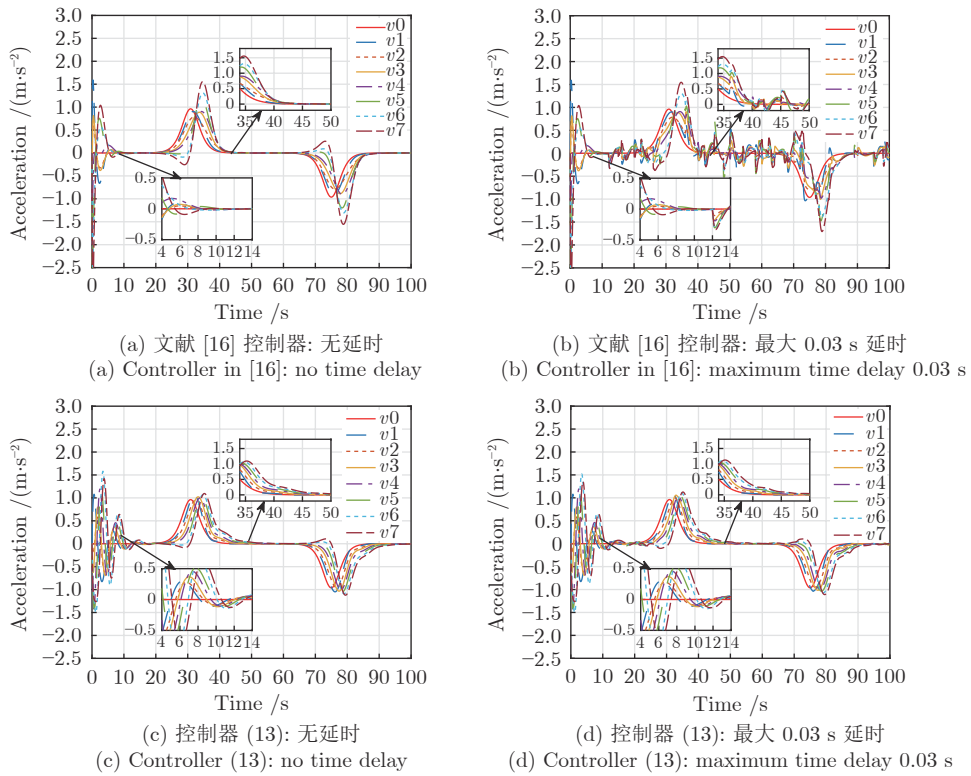 3.0
2.5
2.0
1.5
1.0
0.5
0
−0.5
−1.0
−1.5
−2.0
−2.5
Acceleration /(m·s⁻²)
v0
v1
v2
v3
v4
v5
v6
v7
1.5
1.0
0.5
0
35 40 45 50
0.5
0
−0.5
4 6 8 10 12 14
0 10 20 30 40 50 60 70 80 90 100
Time /s
(a) 文献 [16] 控制器: 无延时
(a) Controller in [16]: no time delay
3.0
2.5
2.0
1.5
1.0
0.5
0
−0.5
−1.0
−1.5
−2.0
−2.5
Acceleration /(m·s⁻²)
v0
v1
v2
v3
v4
v5
v6
v7
1.5
1.0
0.5
0
35 40 45 50
0.5
0
−0.5
4 6 8 10 12 14
0 10 20 30 40 50 60 70 80 90 100
Time /s
(b) 文献 [16] 控制器: 最大 0.03 s 延时
(b) Controller in [16]: maximum time delay 0.03 s
3.0
2.5
2.0
1.5
1.0
0.5
0
−0.5
−1.0
−1.5
−2.0
−2.5
Acceleration /(m·s⁻²)
v0
v1
v2
v3
v4
v5
v6
v7
1.5
1.0
0.5
0
35 40 45 50
0.5
0
−0.5
4 6 8 10 12 14
0 10 20 30 40 50 60 70 80 90 100
Time /s
(c) 控制器 (13): 无延时
(c) Controller (13): no time delay
3.0
2.5
2.0
1.5
1.0
0.5
0
−0.5
−1.0
−1.5
−2.0
−2.5
Acceleration /(m·s⁻²)
v0
v1
v2
v3
v4
v5
v6
v7
1.5
1.0
0.5
0
35 40 45 50
0.5
0
−0.5
4 6 8 10 12 14
0 10 20 30 40 50 60 70 80 90 100
Time /s
(d) 控制器 (13): 最大 0.03 s 延时
(d) Controller (13): maximum time delay 0.03 s